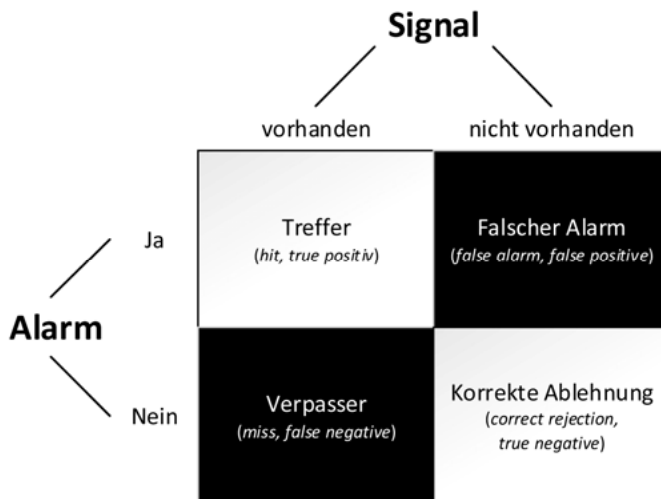 Signal
vorhanden
nicht vorhanden
Alarm
Ja
Treffer
(hit, true positiv)
Falscher Alarm
(false alarm, false positive)
Nein
Verpasser
(miss, false negative)
Korrekte Ablehnung
(correct rejection,
true negative)